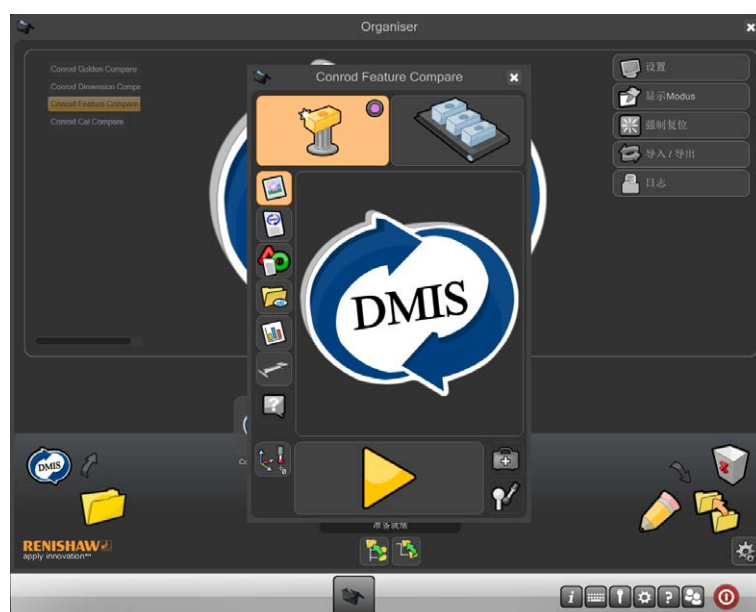 Organiser
Conrod Golden Compare
Conrod Dimension Compa
Conrod Feature Compare
Conrod Cal Compare
Conrod Feature Compare
设置
显示Modus
强制复位
导入 / 导出
日志
DMIS
DMIS
Co
准备就绪
RENISHAW
apply innovation™